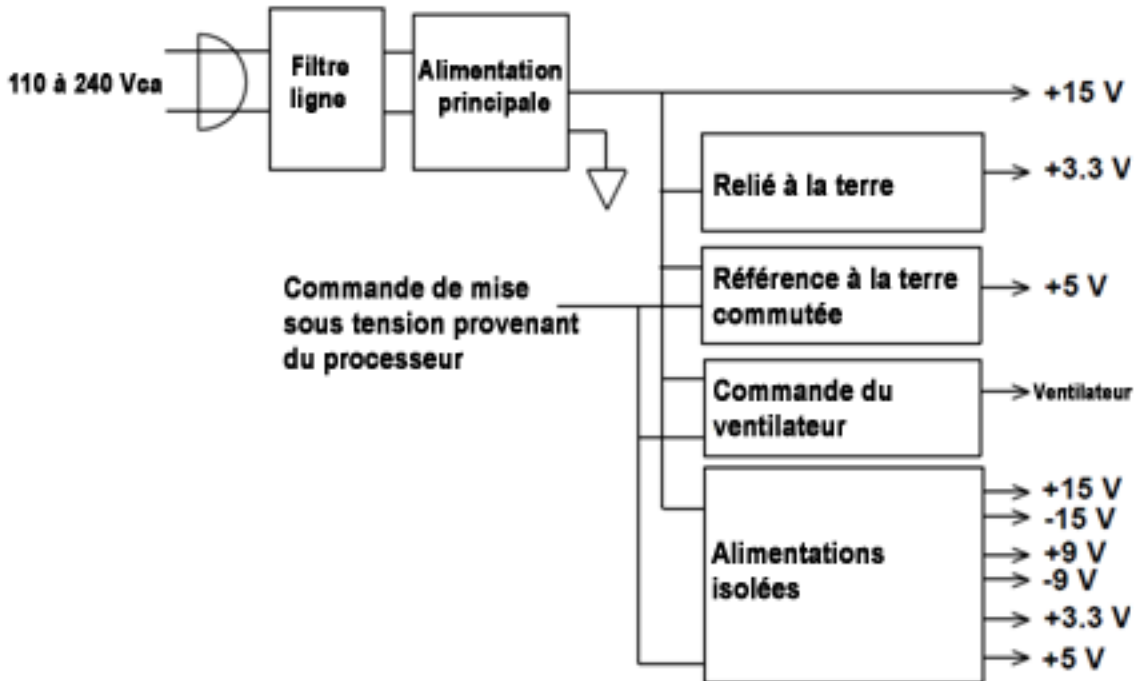 110 à 240 Vca
Filtre
ligne
Alimentation
principale
+15 V
Relié à la terre
+3.3 V
Commande de mise
sous tension provenant
du processeur
Référence à la terre
commutée
+5 V
Commande du
ventilateur
Ventilateur
Alimentations
isolées
+15 V
-15 V
+9 V
-9 V
+3.3 V
+5 V